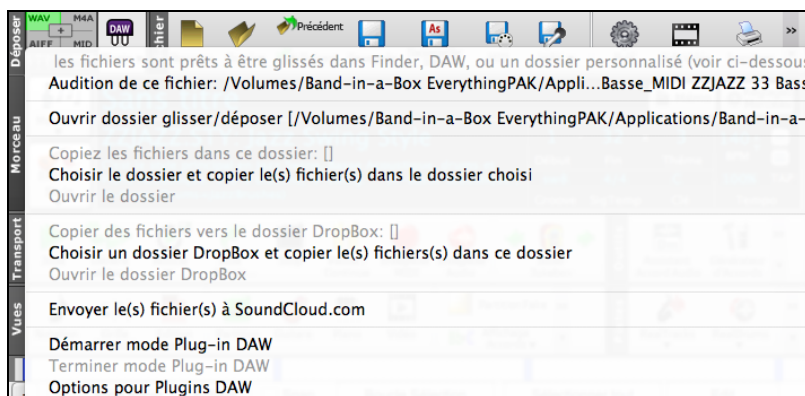 WAV M4A
AIFF MID
DAW
Précédent
As
»
Déposer
hier
les fichiers sont prêts à être glissés dans Finder, DAW, ou un dossier personnalisé (voir ci-dessous
Audition de ce fichier: /Volumes/Band-in-a-Box EverythingPAK/Appli...Basse_MIDI ZZJAZZ 33 Bass
Ouvrir dossier glisser/déposer [/Volumes/Band-in-a-Box EverythingPAK/Applications/Band-in-a-
Morceau
Copiez les fichiers dans ce dossier: []
Choisir le dossier et copier le(s) fichier(s) dans le dossier choisi
Ouvrir le dossier
Transport
Copier des fichiers vers le dossier DropBox: []
Choisir un dossier DropBox et copier le(s) fichiers(s) dans ce dossier
Ouvrir le dossier DropBox
Vues
Envoyer le(s) fichier(s) à SoundCloud.com
Démarrer mode Plug-in DAW
Terminer mode Plug-in DAW
Options pour Plugins DAW